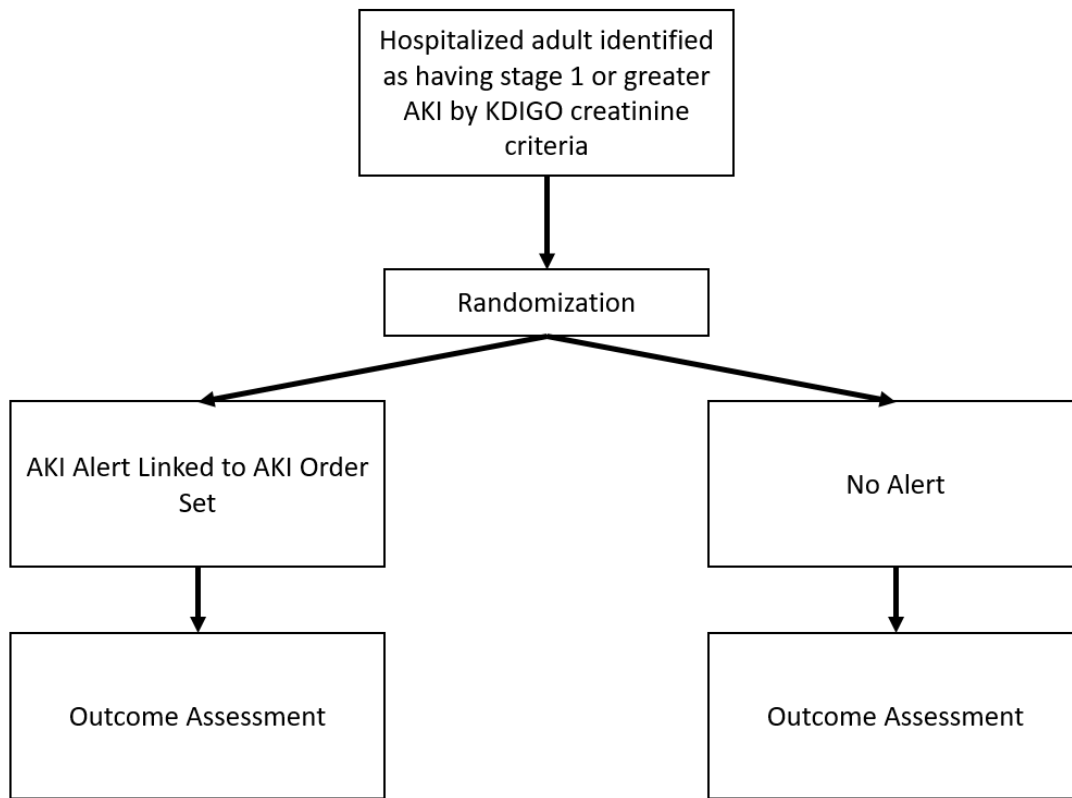 Hospitalized adult identified
as having stage 1 or greater
AKI by KDIGO creatinine
criteria
Randomization
AKI Alert Linked to AKI Order
Set
No Alert
Outcome Assessment
Outcome Assessment